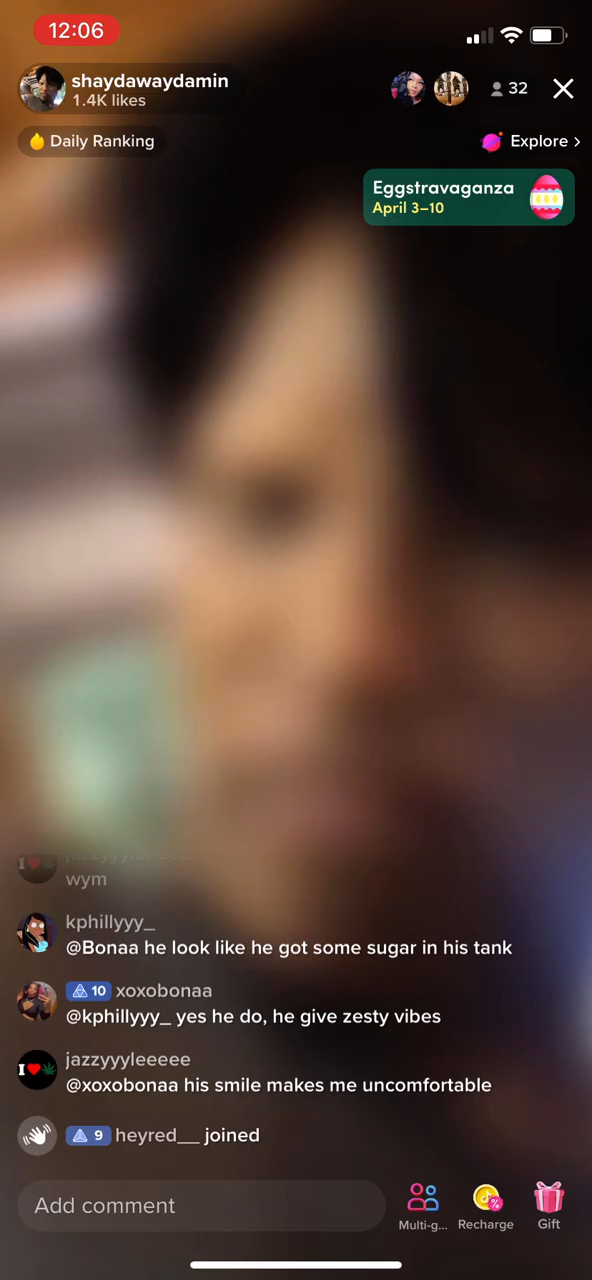 12:06
shaydawaydamin
1.4K likes
32
Daily Ranking
Explore >
Eggstravaganza
April 3–10
wym
kphillyyy_
@Bonaa he look like he got some sugar in his tank
10 xoxobonaa
@kphillyyy_ yes he do, he give zesty vibes
jazzyyyleeeee
@xoxobonaa his smile makes me uncomfortable
9 heyred__ joined
Add comment
Multi-g...
Recharge
Gift